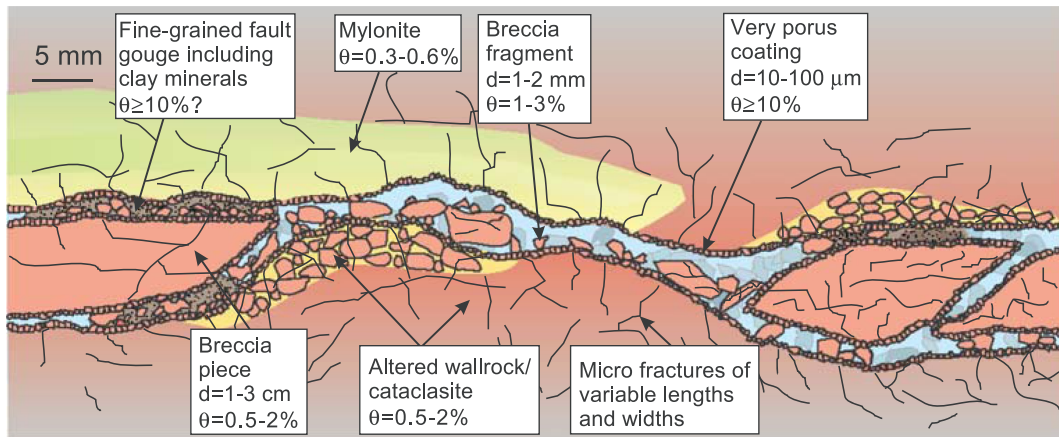 5 mm
Fine-grained fault
gouge including
clay minerals
θ≥10%?
Mylonite
θ=0.3-0.6%
Breccia
fragment
d=1-2 mm
θ=1-3%
Very porus
coating
d=10-100 μm
θ≥10%
Breccia
piece
d=1-3 cm
θ=0.5-2%
Altered wallrock/
cataclasite
θ=0.5-2%
Micro fractures of
variable lengths
and widths